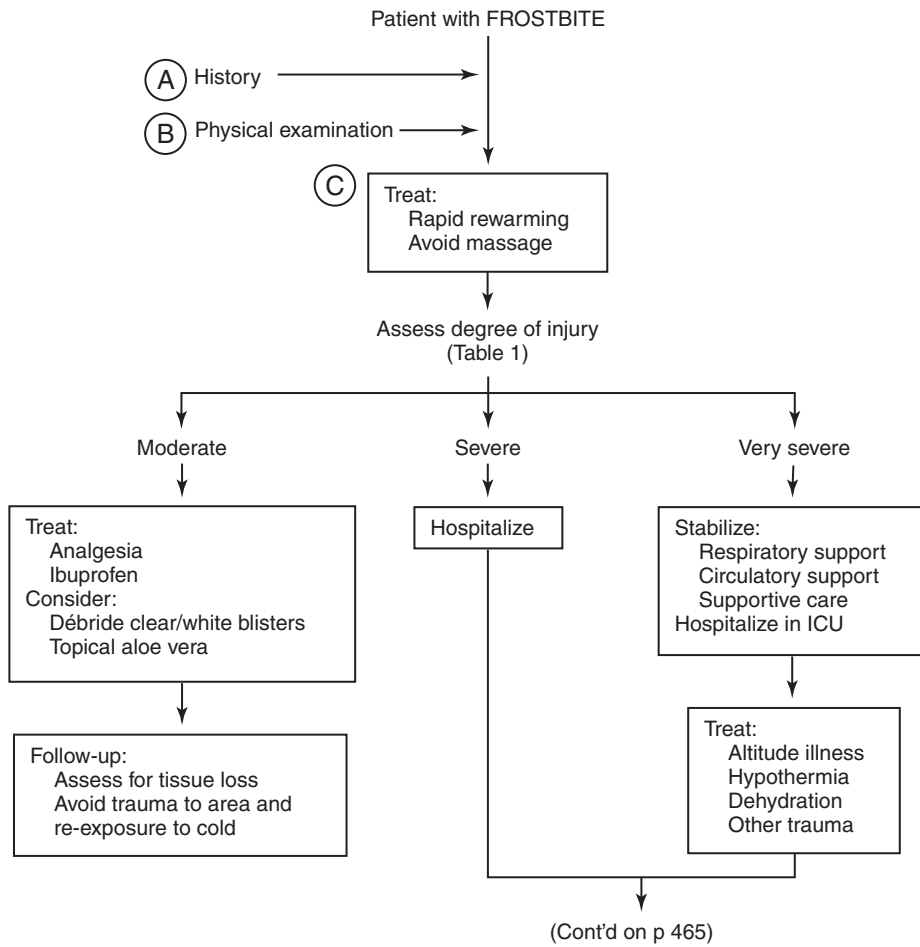 Patient with FROSTBITE
A History
B Physical examination
C
Treat:
Rapid rewarming
Avoid massage
Assess degree of injury
(Table 1)
Moderate
Severe
Very severe
Treat:
Analgesia
Ibuprofen
Consider:
Débride clear/white blisters
Topical aloe vera
Hospitalize
Stabilize:
Respiratory support
Circulatory support
Supportive care
Hospitalize in ICU
Follow-up:
Assess for tissue loss
Avoid trauma to area and
re-exposure to cold
Treat:
Altitude illness
Hypothermia
Dehydration
Other trauma
(Cont'd on p 465)